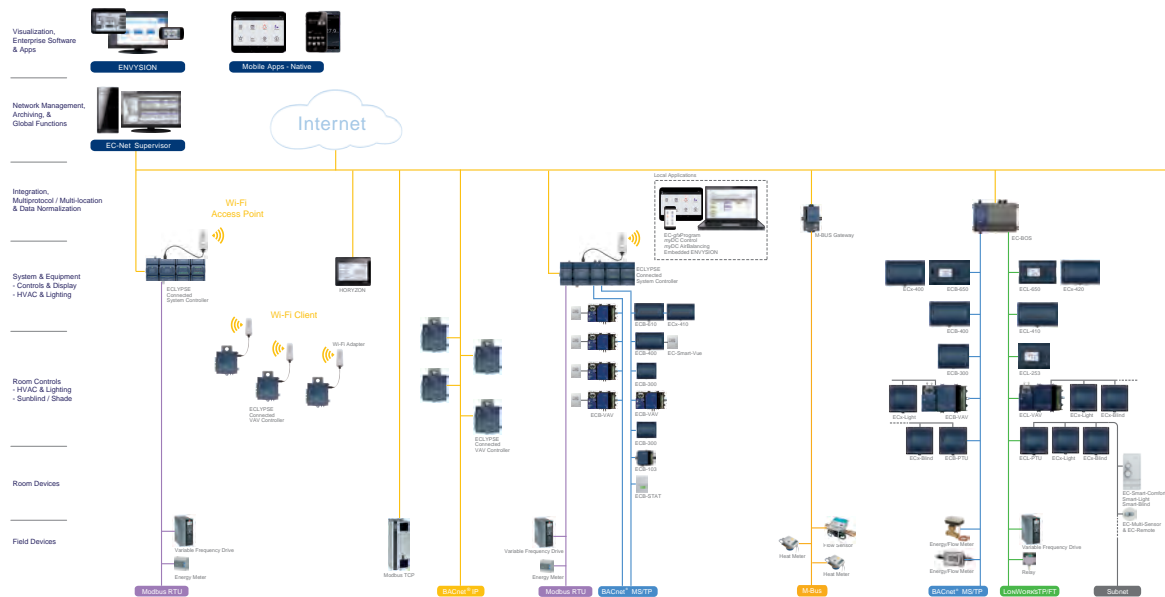 Visualization,
Enterprise Software
& Apps
ENVYSION
Mobile Apps - Native
Network Management,
Archiving, &
Global Functions
EC-Net Supervisor
Internet
Integration,
Multiprotocol / Multi-location
& Data Normalization
Wi-Fi
Access Point
Local Applications
EC-gfxProgram
myDC Control
myDC AirBalancing
Embedded ENVYSION
M-BUS Gateway
EC-BOS
System & Equipment
- Controls & Display
- HVAC & Lighting
ECLYPSE
Connected
System Controller
HORYZON
ECLYPSE
Connected
System Controller
ECx-400
ECB-600
ECL-600
ECx-420
Wi-Fi Client
Wi-Fi Adapter
ECB-610
ECx-410
ECB-400
ECL-410
ECB-400
EC-Smart-Vue
Room Controls
- HVAC & Lighting
- Sunblind / Shade
ECLYPSE
Connected
VAV Controller
ECB-300
ECB-300
ECL-253
ECB-VAV
ECB-VAV
ECx-Light
ECB-VAV
ECL-VAV
ECx-Light
ECx-Blind
ECLYPSE
Connected
VAV Controller
ECB-300
ECx-Blind
ECB-PTU
ECL-PTU
ECx-Light
ECx-Blind
ECB-103
Room Devices
ECB-STAT
EC-Smart-Comfort
Smart-Light
Smart-Blind
EC-Multi-Sensor
& EC-Remote
Field Devices
Variable Frequency Drive
Energy Meter
Modbus TCP
Variable Frequency Drive
Energy Meter
Flow Sensor
Heat Meter
Heat Meter
Energy/Flow Meter
Energy/Flow Meter
Variable Frequency Drive
Relay
Modbus RTU
BACnet® IP
Modbus RTU
BACnet® MS/TP
M-Bus
BACnet® MS/TP
LonWorks®TP/FT
Subnet